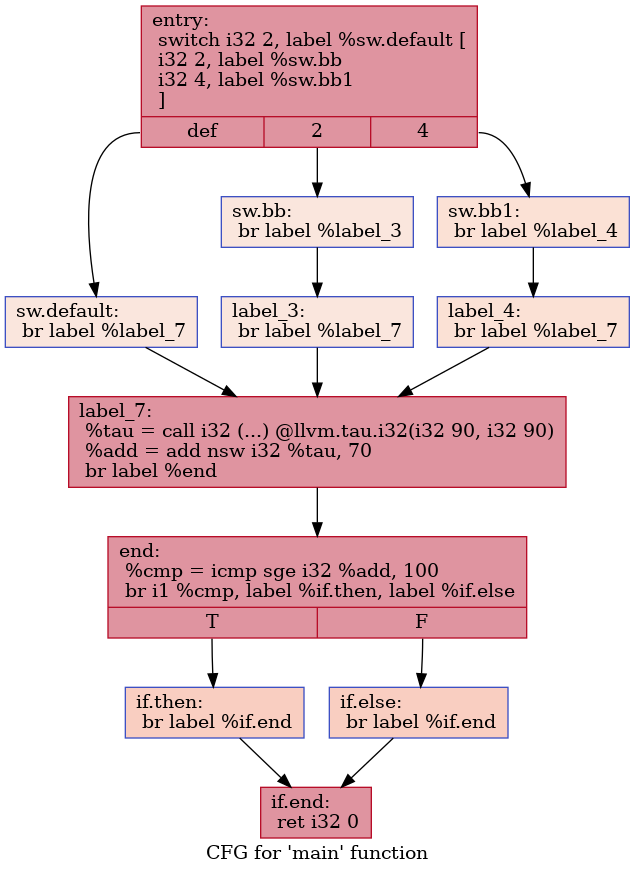 entry:
switch i32 2, label %sw.default [
i32 2, label %sw.bb
i32 4, label %sw.bb1
]
def 2 4
sw.bb:
br label %label_3
sw.bb1:
br label %label_4
sw.default:
br label %label_7
label_3:
br label %label_7
label_4:
br label %label_7
label_7:
%tau = call i32 (...) @llvm.tau.i32(i32 90, i32 90)
%add = add nsw i32 %tau, 70
br label %end
end:
%cmp = icmp sge i32 %add, 100
br i1 %cmp, label %if.then, label %if.else
T F
if.then:
br label %if.end
if.else:
br label %if.end
if.end:
ret i32 0
CFG for 'main' function